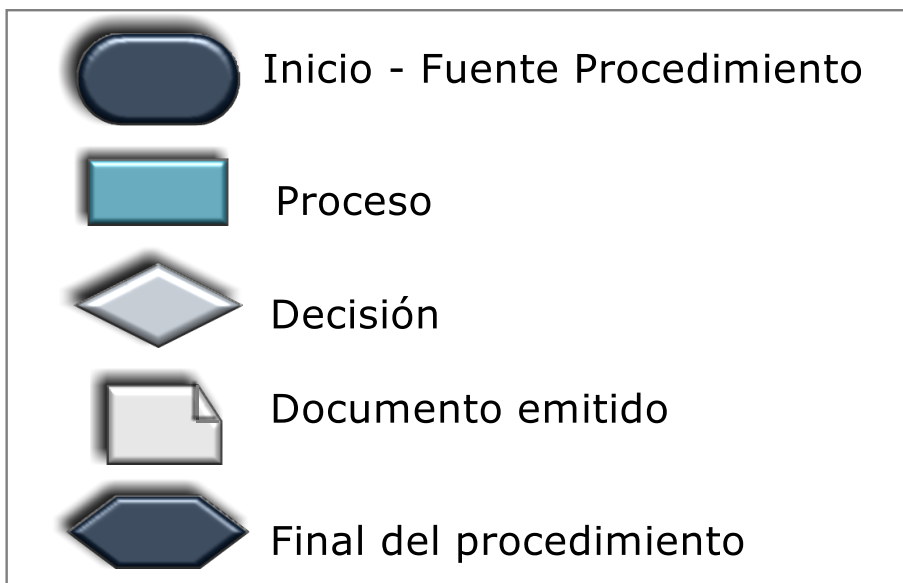 Inicio - Fuente Procedimiento
Proceso
Decisión
Documento emitido
Final del procedimiento